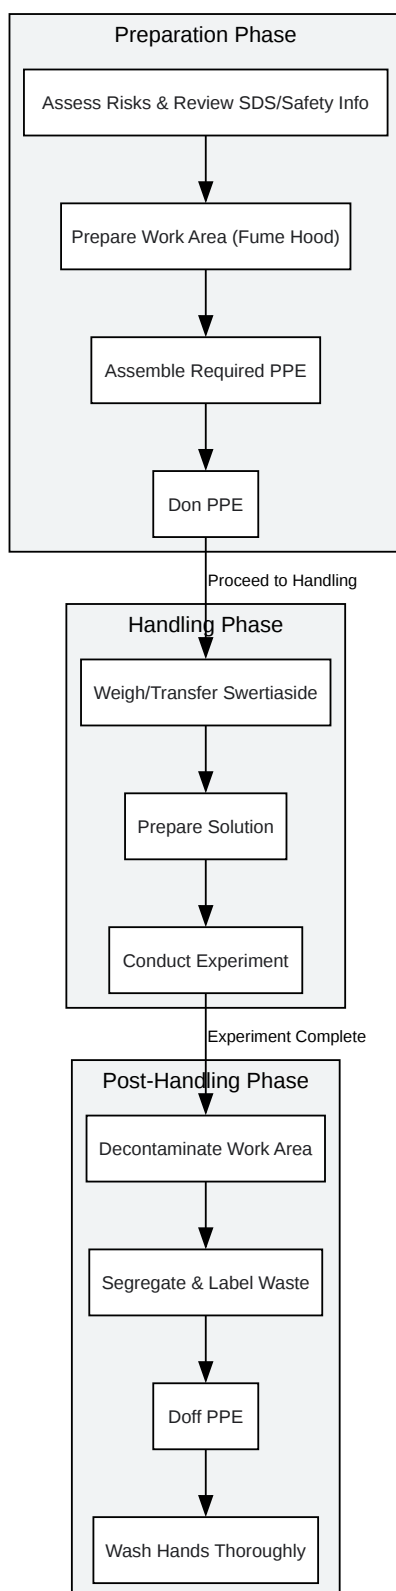 Preparation Phase
Assess Risks & Review SDS/Safety Info
Prepare Work Area (Fume Hood)
Assemble Required PPE
Don PPE
Proceed to Handling
Handling Phase
Weigh/Transfer Swertiaside
Prepare Solution
Conduct Experiment
Experiment Complete
Post-Handling Phase
Decontaminate Work Area
Segregate & Label Waste
Doff PPE
Wash Hands Thoroughly